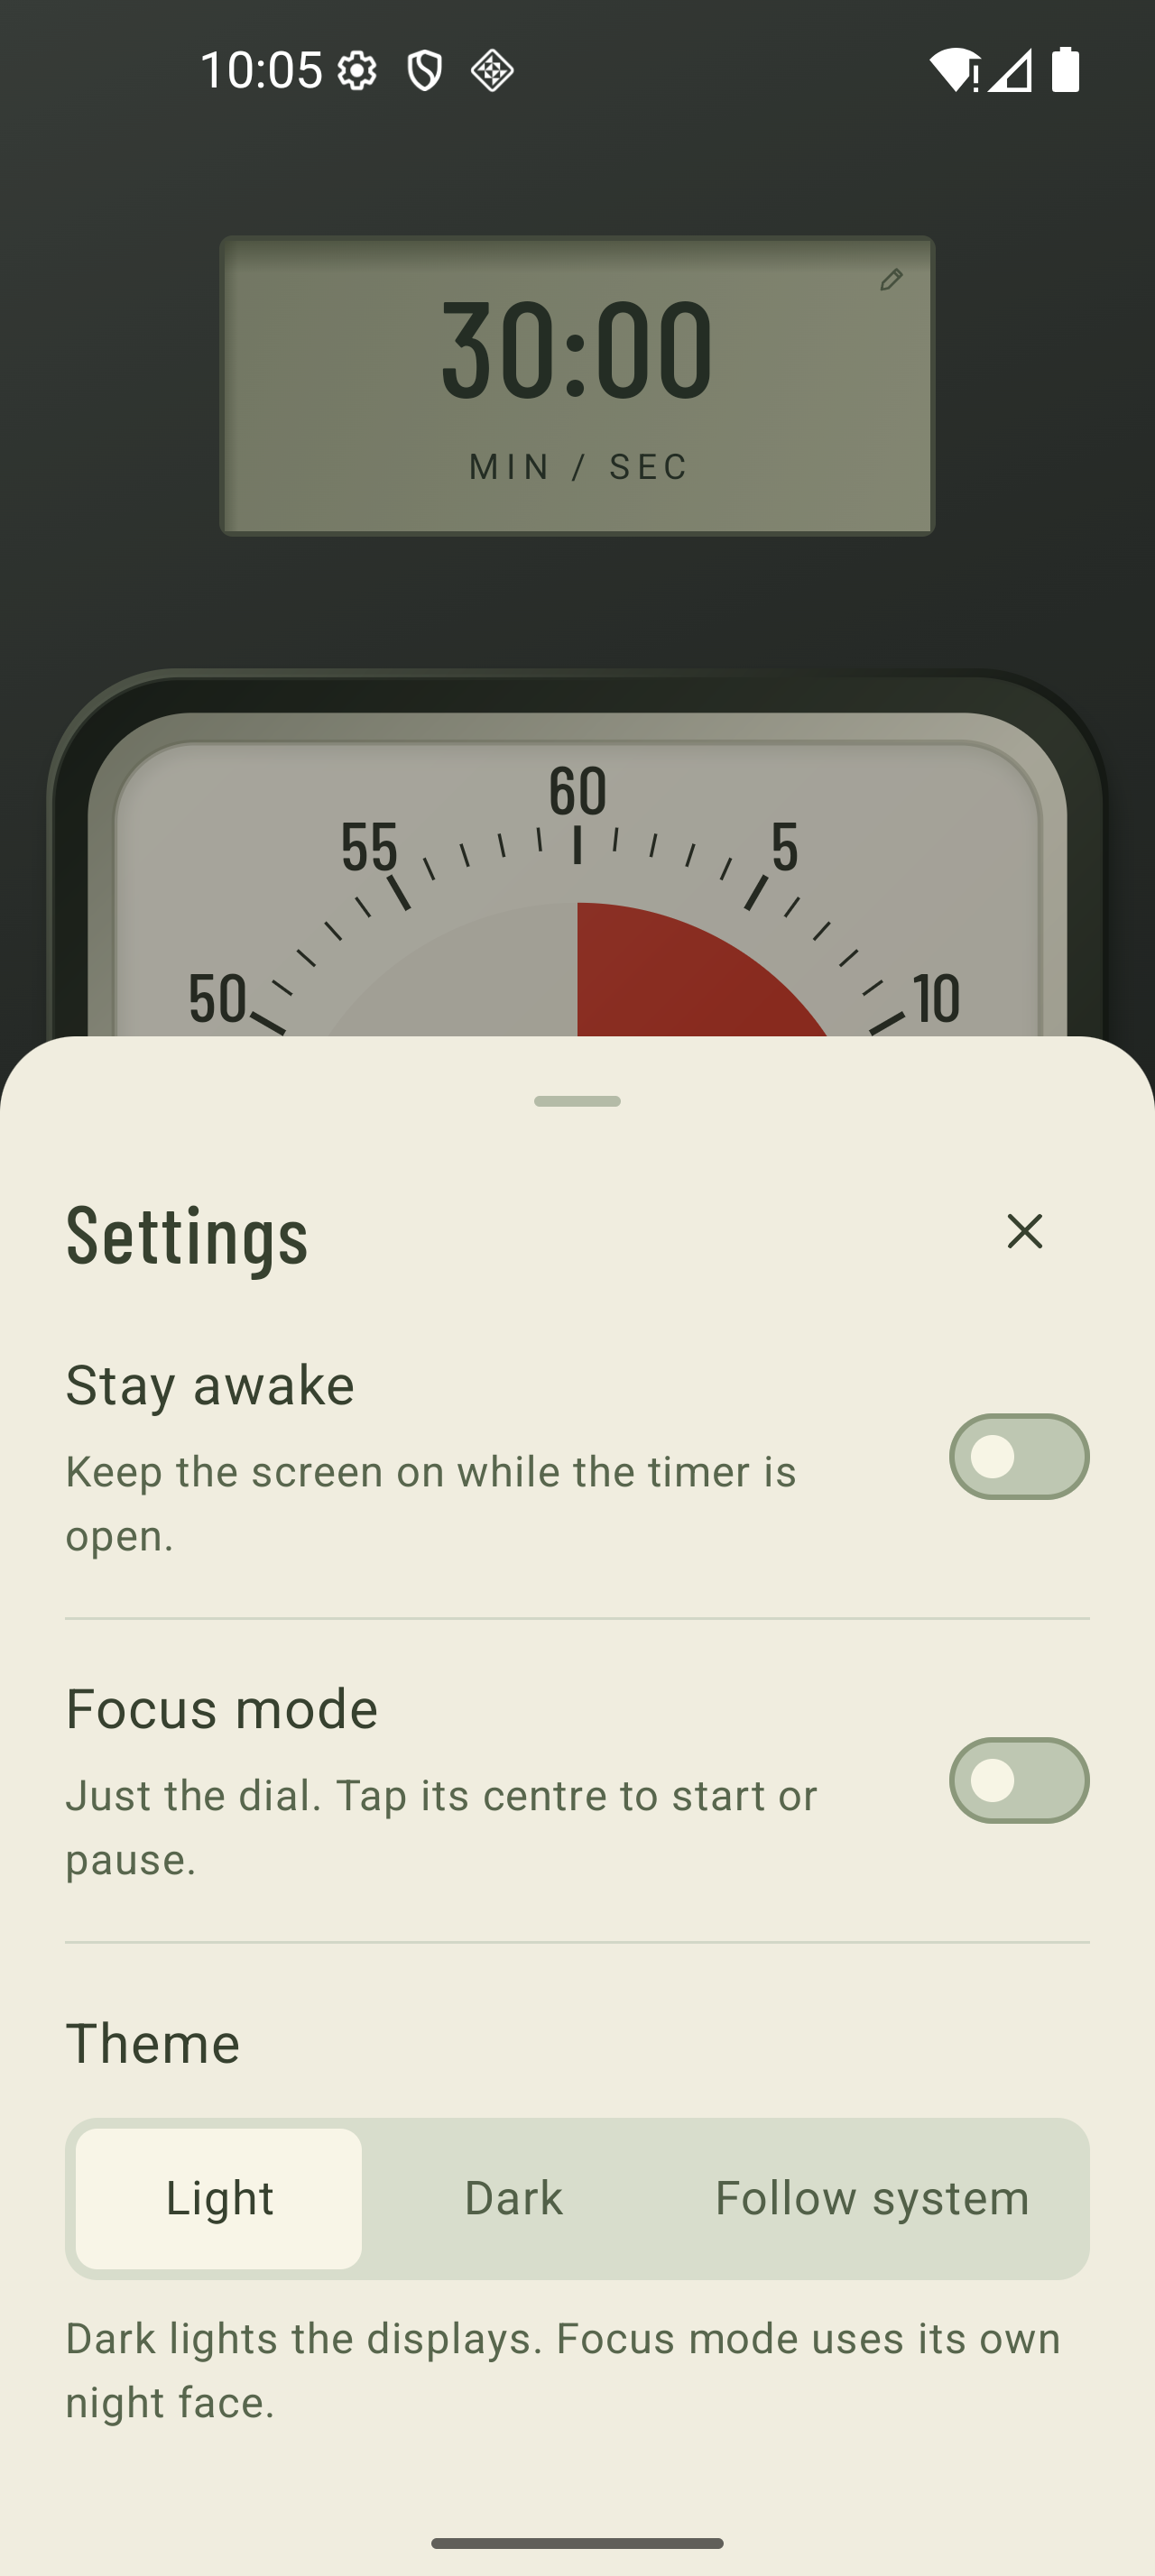 10:05
30:00
MIN / SEC
60
55
5
50
10
Settings
Stay awake
Keep the screen on while the timer is
open.
Focus mode
Just the dial. Tap its centre to start or
pause.
Theme
Light
Dark
Follow system
Dark lights the displays. Focus mode uses its own
night face.